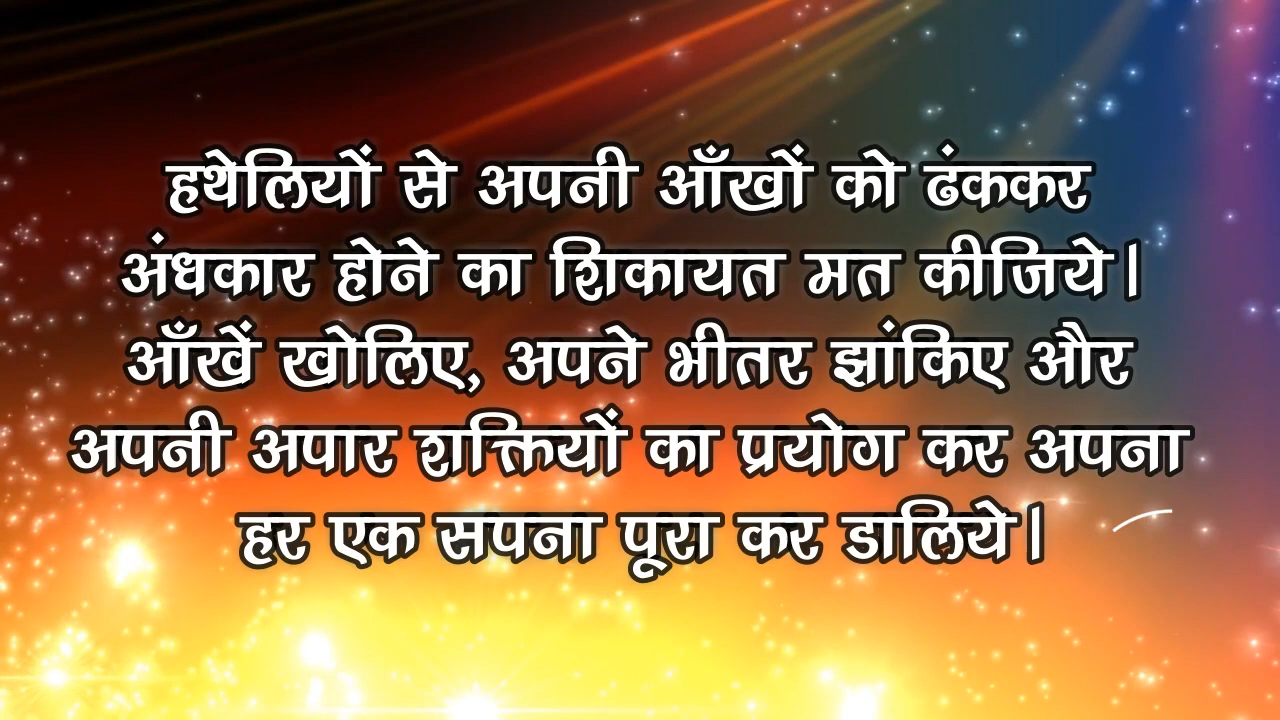 हथेलियों से अपनी आँखों को ढंककर
अंधकार होने का शिकायत मत कीजिये।
आँखें खोलिए, अपने भीतर झांकिए और
अपनी अपार शक्तियों का प्रयोग कर अपना
हर एक सपना पूरा कर डालिये।